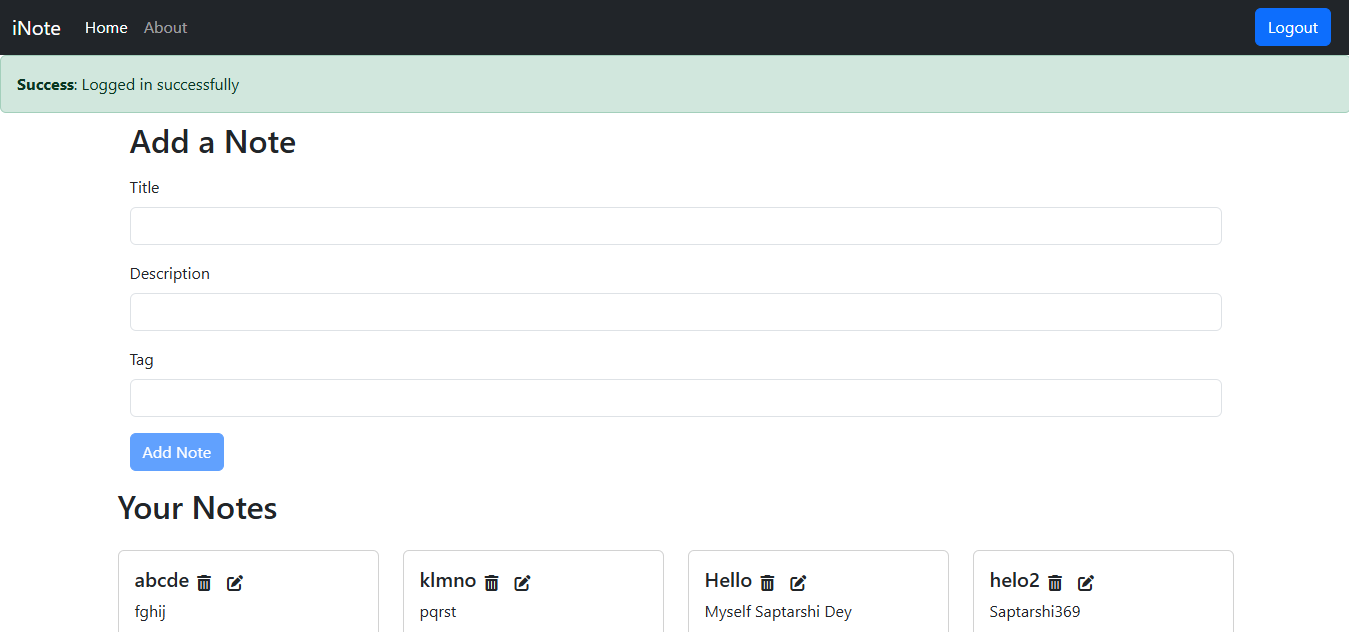 iNote Home About Logout
Success: Logged in successfully
Add a Note
Title
Description
Tag
Add Note
Your Notes
abcde klmno Hello helo2
fghij pqrst Myself Saptarshi Dey Saptarshi369